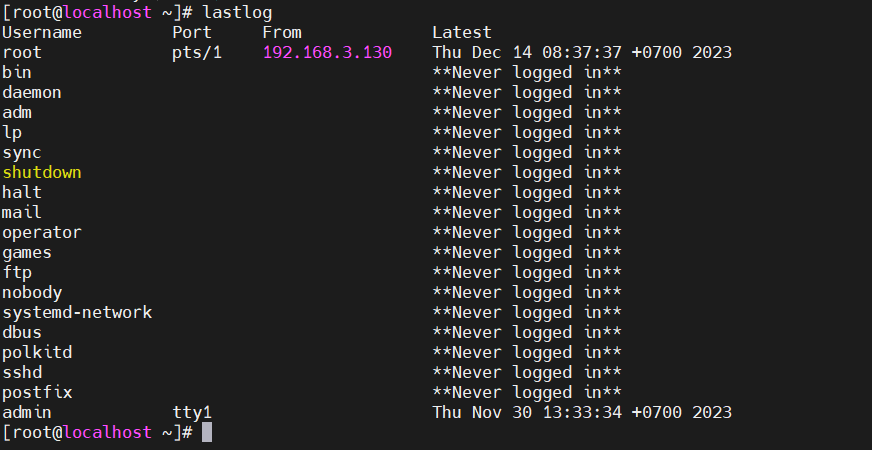 [root@localhost ~]# lastlog
Username         Port     From             Latest
root             pts/1    192.168.3.130    Thu Dec 14 08:37:37 +0700 2023
bin                                        **Never logged in**
daemon                                     **Never logged in**
adm                                        **Never logged in**
lp                                         **Never logged in**
sync                                       **Never logged in**
shutdown                                   **Never logged in**
halt                                       **Never logged in**
mail                                       **Never logged in**
operator                                   **Never logged in**
games                                      **Never logged in**
ftp                                        **Never logged in**
nobody                                     **Never logged in**
systemd-network                            **Never logged in**
dbus                                       **Never logged in**
polkitd                                    **Never logged in**
sshd                                       **Never logged in**
postfix                                    **Never logged in**
admin            tty1                      Thu Nov 30 13:33:34 +0700 2023
[root@localhost ~]#